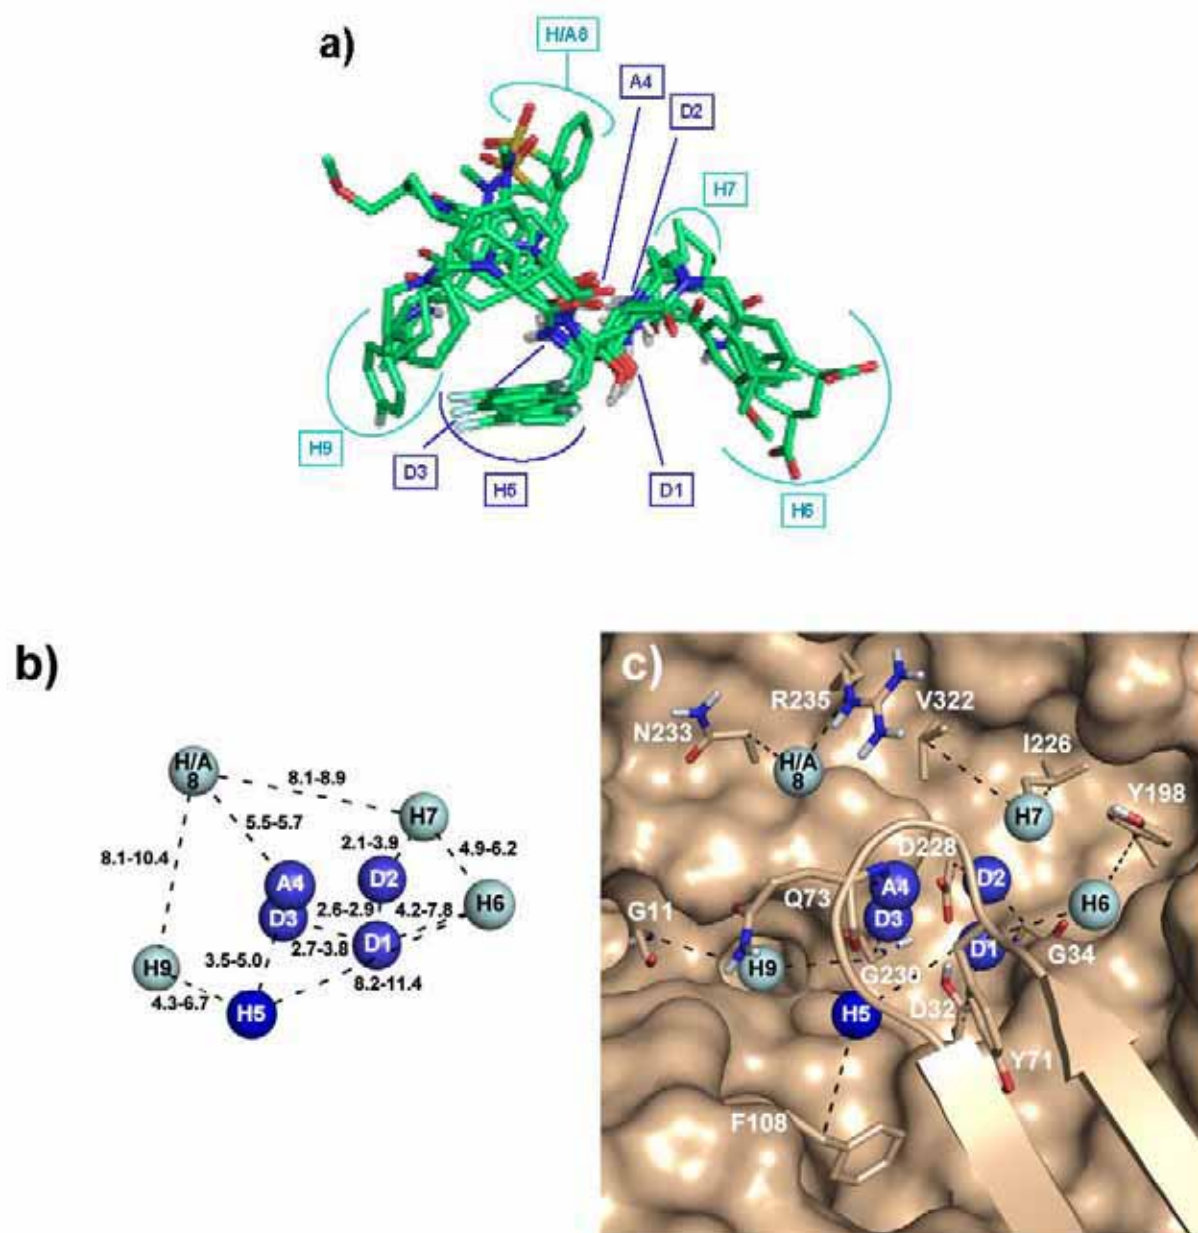 a)
H/A8
A4
D2
H7
H9
D3
H5
D1
H6
b)
H/A
8
8.1-8.9
H7
5.5-5.7
2.1-3.9
4.9-6.2
8.1-10.4
A4
D2
D3
2.6-2.9
4.2-7.8
H6
2.7-3.8
D1
3.5-5.0
H9
8.2-11.4
4.3-6.7
H5
c)
R235
V322
N233
I226
H/A
8
Y198
H7
D228
A4
D2
Q73
D3
H6
G11
D1
G34
H9
G230
H5
D32
Y71
F108